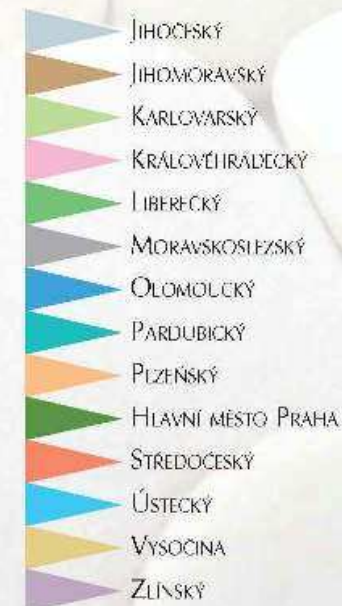 Jihočeský
Jihomoravský
Karlovarský
Královéhradecký
Liberecký
Moravskoslezský
Olomoucký
Pardubický
Plzeňský
Hlavní město Praha
Středočeský
Ústecký
Vysočina
Zlínský